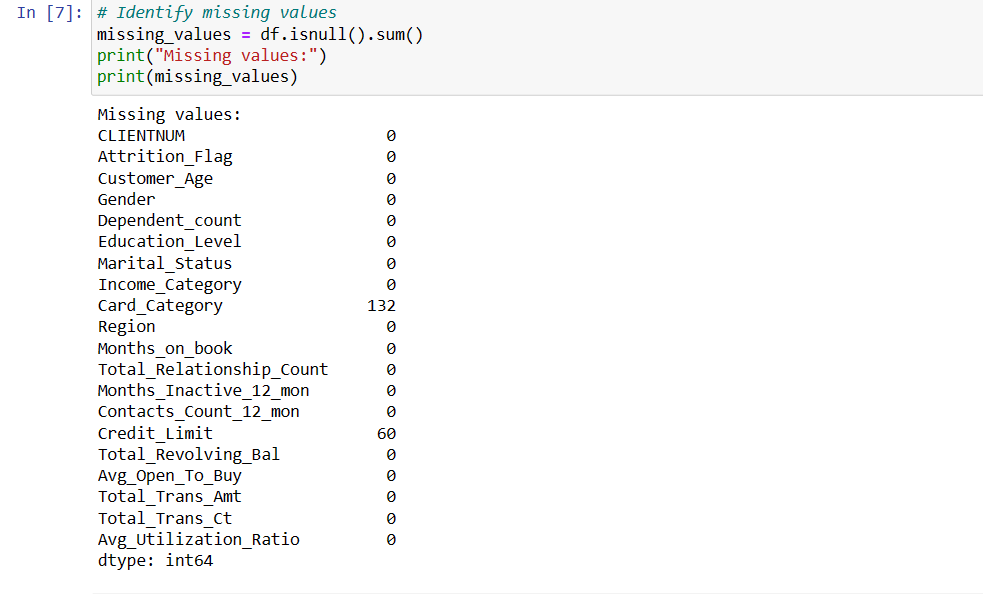 In [7]: # Identify missing values
missing_values = df.isnull().sum()
print("Missing values:")
print(missing_values)
Missing values:
CLIENTNUM 0
Attrition_Flag 0
Customer_Age 0
Gender 0
Dependent_count 0
Education_Level 0
Marital_Status 0
Income_Category 0
Card_Category 132
Region 0
Months_on_book 0
Total_Relationship_Count 0
Months_Inactive_12_mon 0
Contacts_Count_12_mon 0
Credit_Limit 60
Total_Revolving_Bal 0
Avg_Open_To_Buy 0
Total_Trans_Amt 0
Total_Trans_Ct 0
Avg_Utilization_Ratio 0
dtype: int64